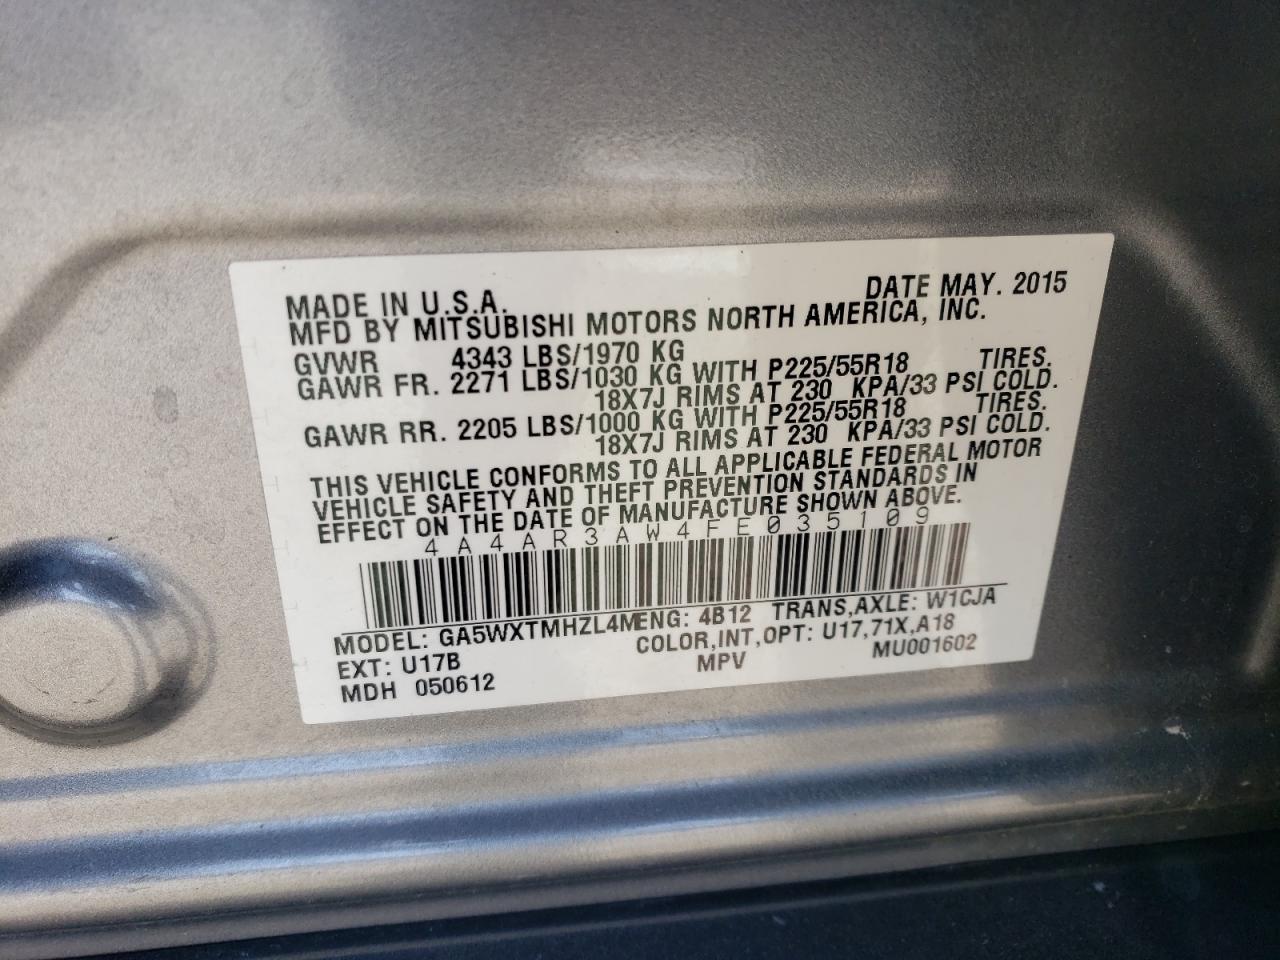 MADE IN U.S.A. DATE MAY. 2015
MFD BY MITSUBISHI MOTORS NORTH AMERICA, INC.
GVWR 4343 LBS/1970 KG
GAWR FR. 2271 LBS/1030 KG WITH P225/55R18 TIRES.
18X7J RIMS AT 230 KPA/33 PSI COLD.
GAWR RR. 2205 LBS/1000 KG WITH P225/55R18 TIRES.
18X7J RIMS AT 230 KPA/33 PSI COLD.
THIS VEHICLE CONFORMS TO ALL APPLICABLE FEDERAL MOTOR
VEHICLE SAFETY AND THEFT PREVENTION STANDARDS IN
EFFECT ON THE DATE OF MANUFACTURE SHOWN ABOVE.
4A4AR3AW4FE035109
MODEL: GA5WXTMHZL4M ENG: 4B12 TRANS,AXLE: W1CJA
EXT: U17B COLOR,INT,OPT: U17,71X,A18
MDH 050612 MPV MU001602